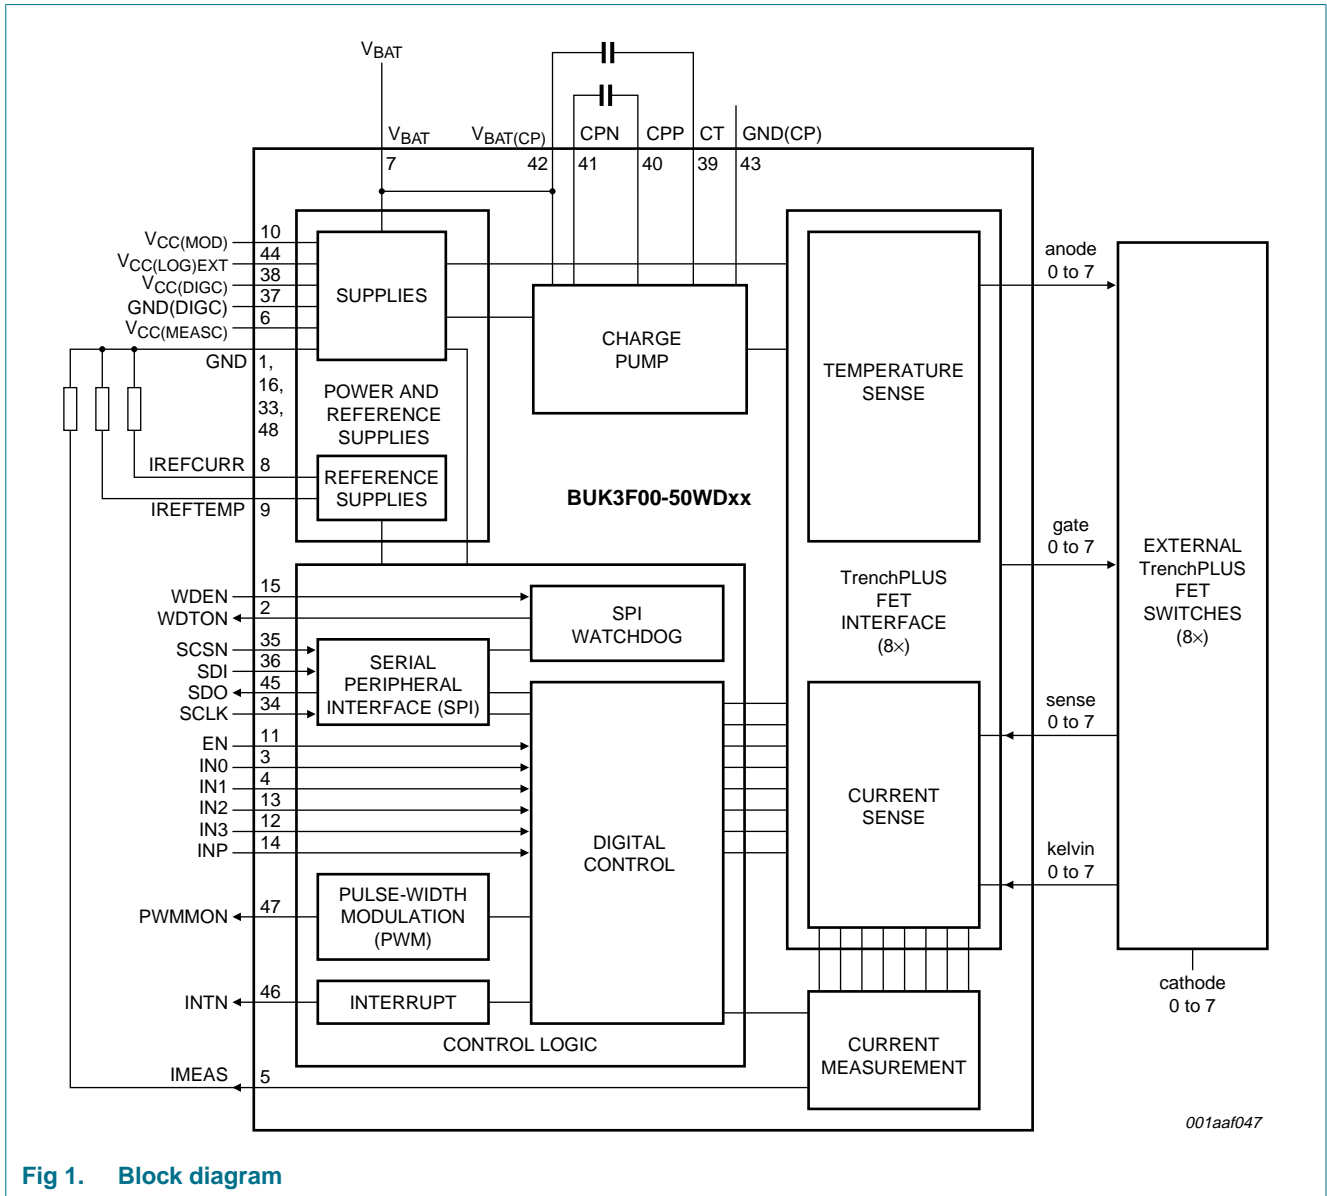 VBAT
VBAT
VBAT(CP)
CPN
CPP
CT
GND(CP)
7
42
41
40
39
43
VCC(MOD)
10
VCC(LOG)EXT
44
VCC(DIGC)
38
GND(DIGC)
37
VCC(MEASC)
6
GND
1,
16,
33,
48
SUPPLIES
POWER AND
REFERENCE
SUPPLIES
IREFCURR
8
IREFTEMP
9
REFERENCE
SUPPLIES
CHARGE
PUMP
BUK3F00-50WDxx
TEMPERATURE
SENSE
TrenchPLUS
FET
INTERFACE
(8×)
CURRENT
SENSE
anode
0 to 7
gate
0 to 7
sense
0 to 7
kelvin
0 to 7
EXTERNAL
TrenchPLUS
FET
SWITCHES
(8×)
cathode
0 to 7
WDEN
15
WDTON
2
SPI
WATCHDOG
SCSN
35
SDI
36
SDO
45
SCLK
34
SERIAL
PERIPHERAL
INTERFACE (SPI)
EN
11
IN0
3
IN1
4
IN2
13
IN3
12
INP
14
DIGITAL
CONTROL
PWMMON
47
PULSE-WIDTH
MODULATION
(PWM)
INTN
46
INTERRUPT
CONTROL LOGIC
IMEAS
5
CURRENT
MEASUREMENT
001aaf047
Fig 1. Block diagram